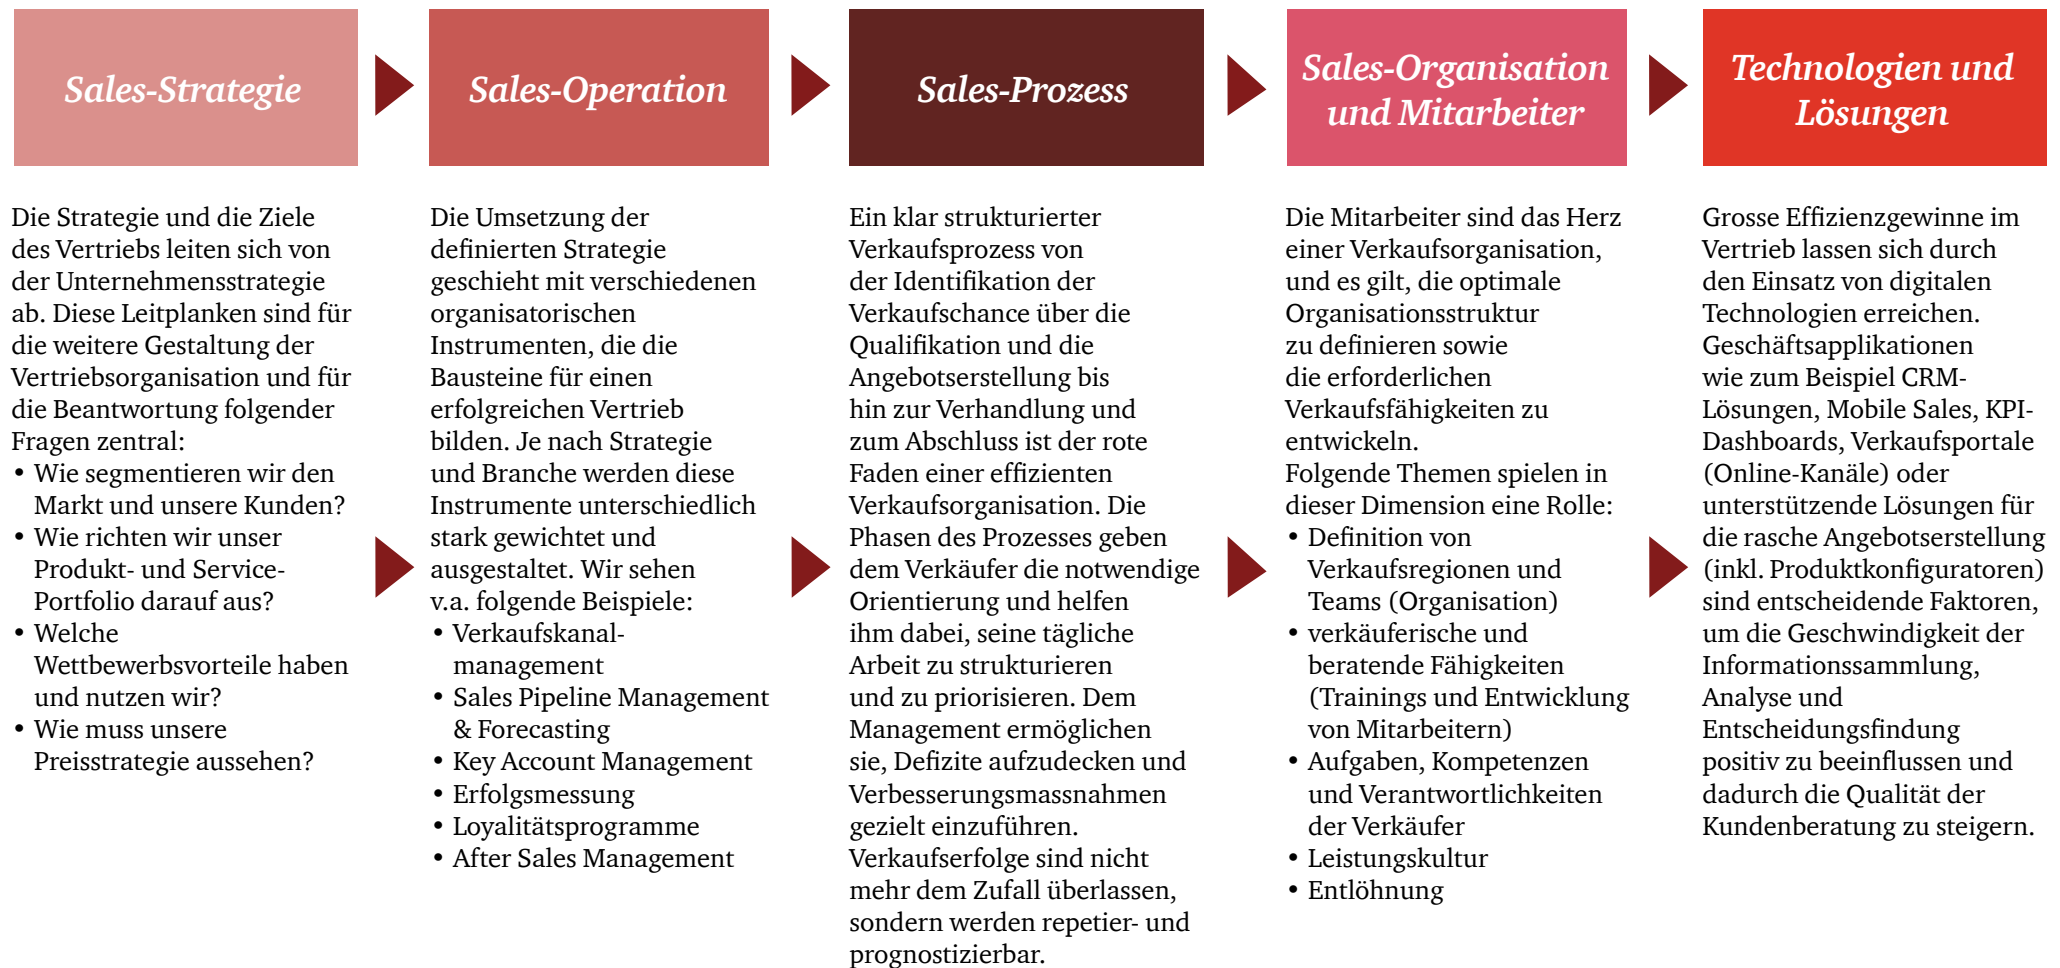 Sales-Strategie
Die Strategie und die Ziele
des Vertriebs leiten sich von
der Unternehmensstrategie
ab. Diese Leitplanken sind für
die weitere Gestaltung der
Vertriebsorganisation und für
die Beantwortung folgender
Fragen zentral:
• Wie segmentieren wir den
Markt und unsere Kunden?
• Wie richten wir unser
Produkt- und Service-
Portfolio darauf aus?
• Welche
Wettbewerbsvorteile haben
und nutzen wir?
• Wie muss unsere
Preisstrategie aussehen?
Sales-Operation
Die Umsetzung der
definierten Strategie
geschieht mit verschiedenen
organisatorischen
Instrumenten, die die
Bausteine für einen
erfolgreichen Vertrieb
bilden. Je nach Strategie
und Branche werden diese
Instrumente unterschiedlich
stark gewichtet und
ausgestaltet. Wir sehen
v.a. folgende Beispiele:
• Verkaufskanal-
management
• Sales Pipeline Management
& Forecasting
• Key Account Management
• Erfolgsmessung
• Loyalitätsprogramme
• After Sales Management
Sales-Prozess
Ein klar strukturierter
Verkaufsprozess von
der Identifikation der
Verkaufschance über die
Qualifikation und die
Angebotserstellung bis
hin zur Verhandlung und
zum Abschluss ist der rote
Faden einer effizienten
Verkaufsorganisation. Die
Phasen des Prozesses geben
dem Verkäufer die notwendige
Orientierung und helfen
ihm dabei, seine tägliche
Arbeit zu strukturieren
und zu priorisieren. Dem
Management ermöglichen
sie, Defizite aufzudecken und
Verbesserungsmassnahmen
gezielt einzuführen.
Verkaufserfolge sind nicht
mehr dem Zufall überlassen,
sondern werden repetier- und
prognostizierbar.
Sales-Organisation
und Mitarbeiter
Die Mitarbeiter sind das Herz
einer Verkaufsorganisation,
und es gilt, die optimale
Organisationsstruktur
zu definieren sowie
die erforderlichen
Verkaufsfähigkeiten zu
entwickeln.
Folgende Themen spielen in
dieser Dimension eine Rolle:
• Definition von
Verkaufsregionen und
Teams (Organisation)
• verkäuferische und
beratende Fähigkeiten
(Trainings und Entwicklung
von Mitarbeitern)
• Aufgaben, Kompetenzen
und Verantwortlichkeiten
der Verkäufer
• Leistungskultur
• Entlöhnung
Technologien und
Lösungen
Grosse Effizienzgewinne im
Vertrieb lassen sich durch
den Einsatz von digitalen
Technologien erreichen.
Geschäftsapplikationen
wie zum Beispiel CRM-
Lösungen, Mobile Sales, KPI-
Dashboards, Verkaufsportale
(Online-Kanäle) oder
unterstützende Lösungen für
die rasche Angebotserstellung
(inkl. Produktkonfiguratoren)
sind entscheidende Faktoren,
um die Geschwindigkeit der
Informationssammlung,
Analyse und
Entscheidungsfindung
positiv zu beeinflussen und
dadurch die Qualität der
Kundenberatung zu steigern.